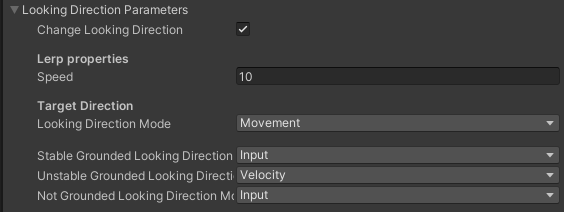 Looking Direction Parameters
Change Looking Direction
Lerp properties
Speed 10
Target Direction
Looking Direction Mode Movement
Stable Grounded Looking Direction Input
Unstable Grounded Looking Directi Velocity
Not Grounded Looking Direction Mo Input